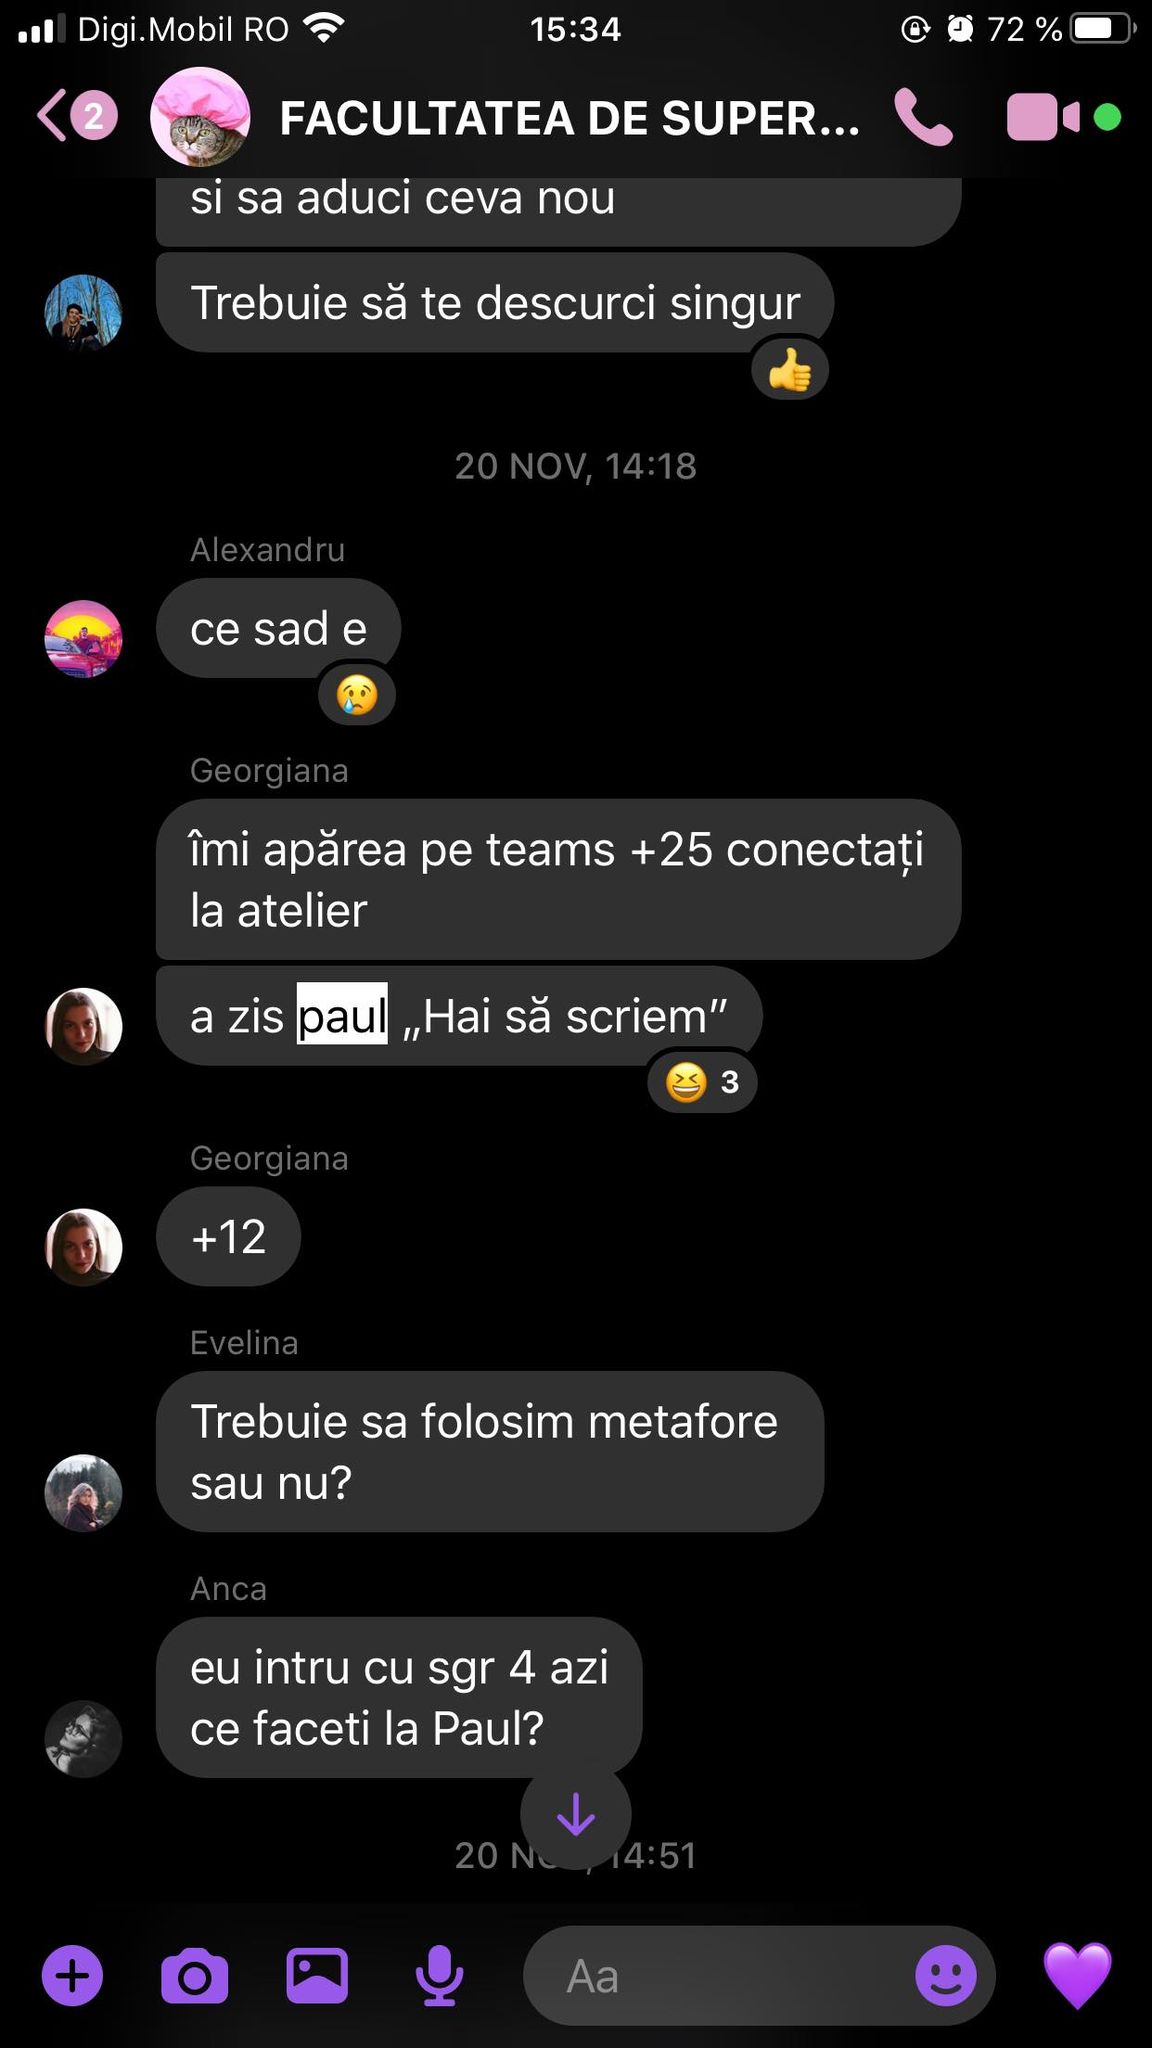 Digi.Mobil RO
15:34
72 %
2
FACULTATEA DE SUPER...
si sa aduci ceva nou
Trebuie să te descurci singur
20 NOV, 14:18
Alexandru
ce sad e
Georgiana
îmi apărea pe teams +25 conectați
la atelier
a zis paul „Hai să scriem”
3
Georgiana
+12
Evelina
Trebuie sa folosim metafore
sau nu?
Anca
eu intru cu sgr 4 azi
ce faceti la Paul?
20 14:51
Aa